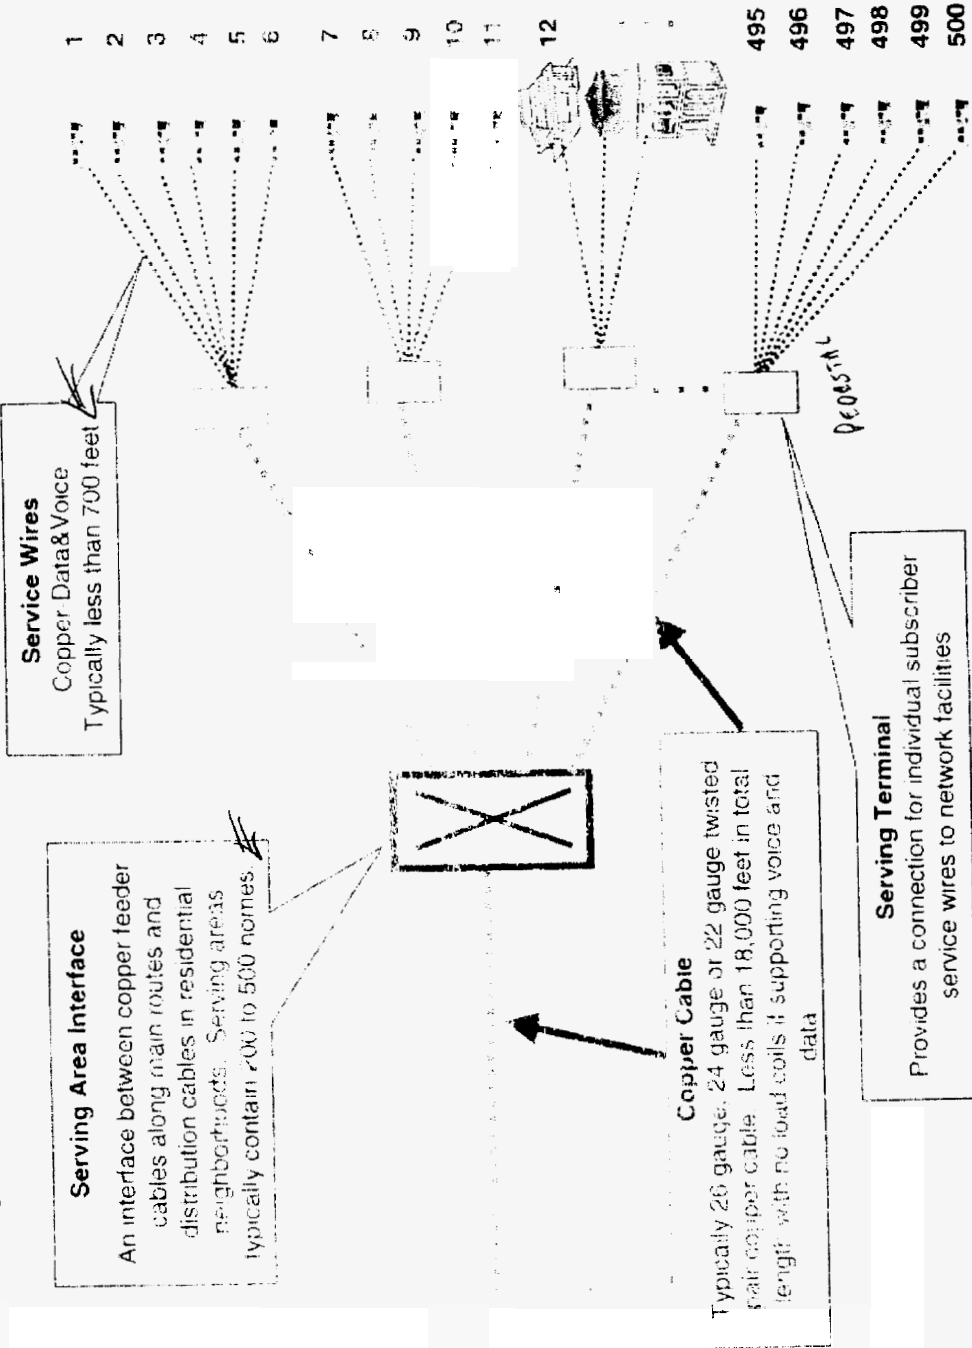 Service Wires
Copper-Data&Voice
Typically less than 700 feet
Serving Area Interface
An interface between copper feeder
cables along main routes and
distribution cables in residential
neighborhoods. Serving areas
typically contain 200 to 500 homes.
Copper Cable
Typically 26 gauge, 24 gauge or 22 gauge twisted
pair copper cable. Less than 18,000 feet in total
length with no load coils if supporting voice and
data
Serving Terminal
Provides a connection for individual subscriber
service wires to network facilities
PEDESTAL
1
2
3
4
5
6
7
8
9
10
11
12
495
496
497
498
499
500